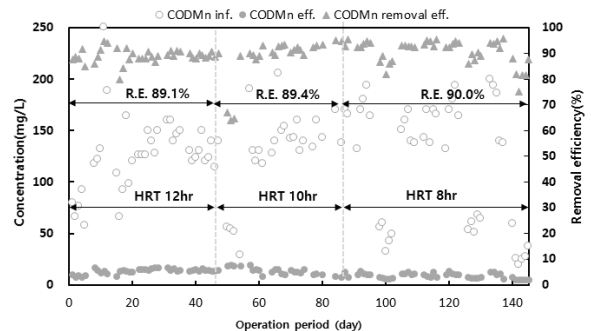 CODMn inf. CODMn eff. CODMn removal eff.
250 100
90
200 80
R.E. 89.1% R.E. 89.4% R.E. 90.0%
70
150 60
50
100 40
HRT 12hr HRT 10hr HRT 8hr
30
50 20
10
0 0
0 20 40 60 80 100 120 140
Concentration(mg/L)
Removal efficiency(%)
Operation period (day)